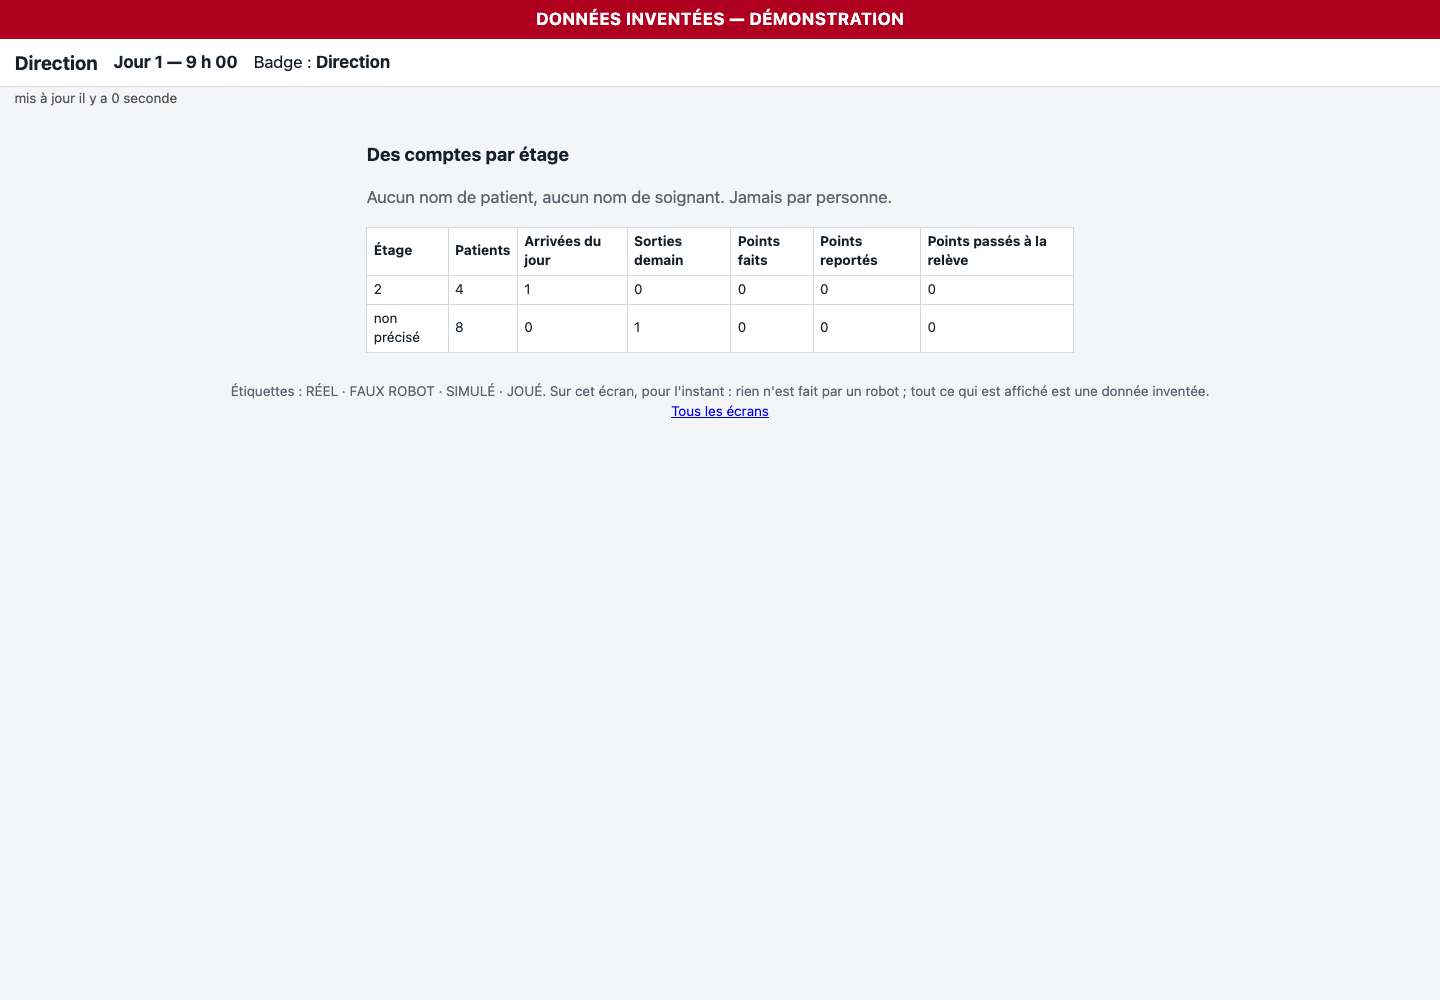 DONNÉES INVENTÉES — DÉMONSTRATION
Direction Jour 1 — 9 h 00 Badge : Direction
mis à jour il y a 0 seconde
Des comptes par étage
Aucun nom de patient, aucun nom de soignant. Jamais par personne.
Étage Patients Arrivées du jour Sorties demain Points faits Points reportés Points passés à la relève
2 4 1 0 0 0 0
non précisé 8 0 1 0 0 0
Étiquettes : RÉEL · FAUX ROBOT · SIMULÉ · JOUÉ. Sur cet écran, pour l'instant : rien n'est fait par un robot ; tout ce qui est affiché est une donnée inventée.
Tous les écrans